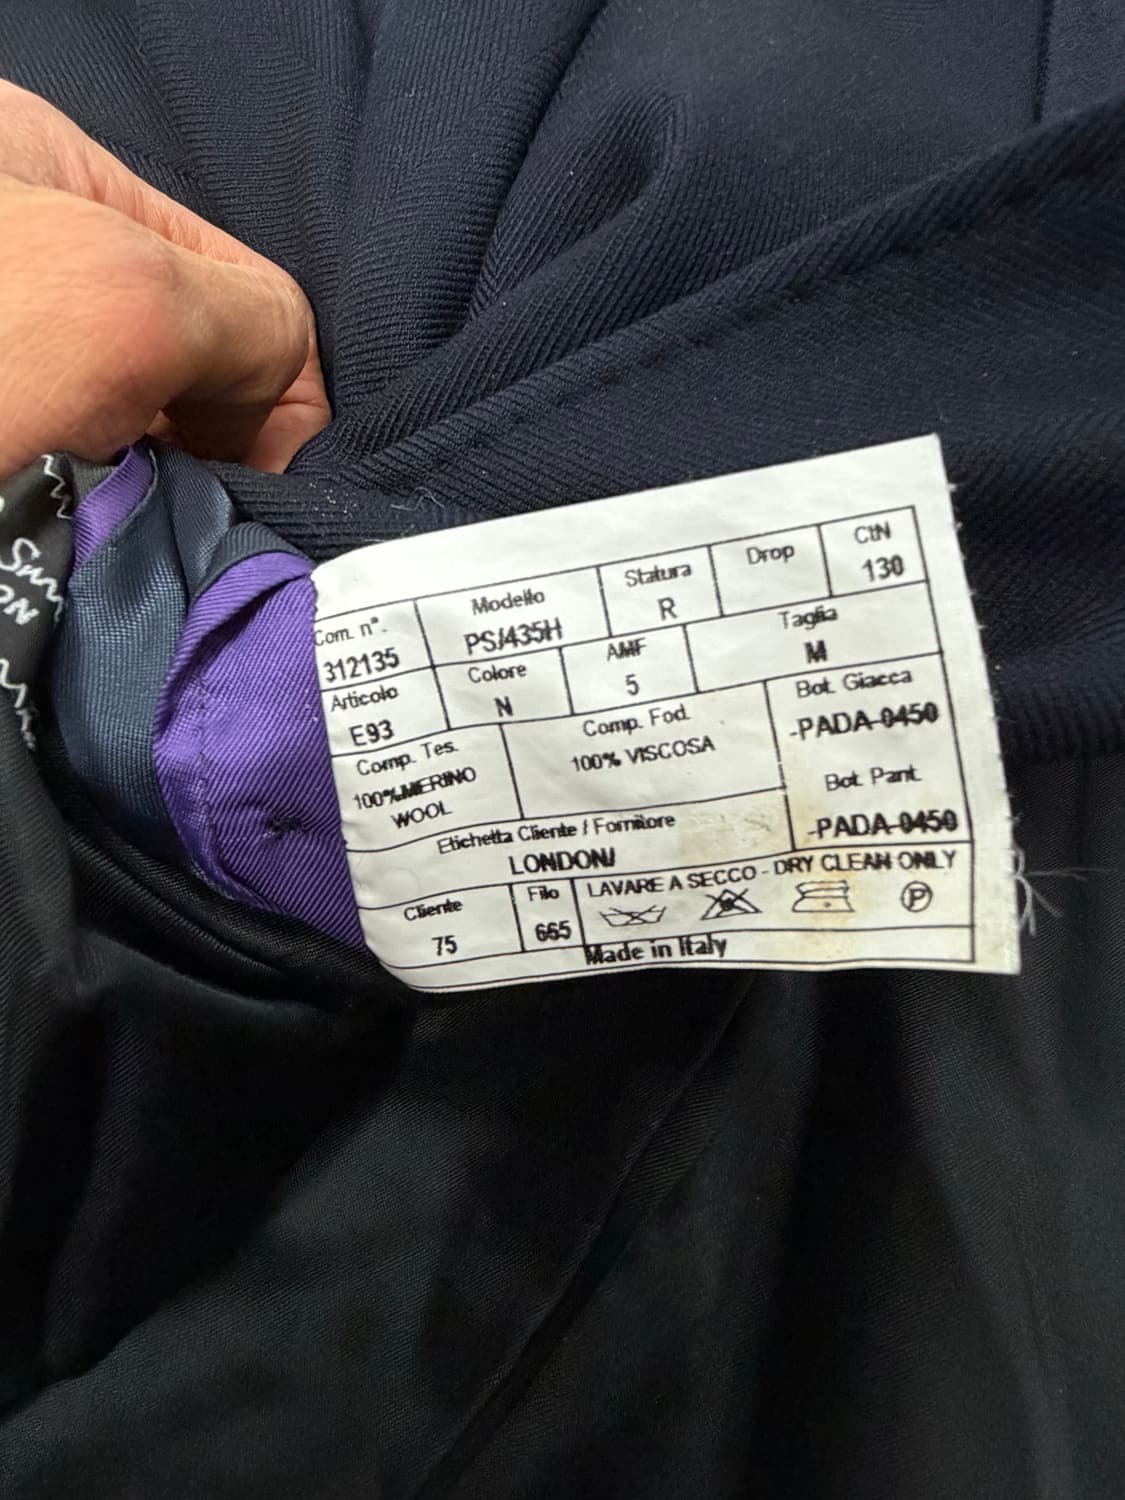 Com. n°.
312135
Modello
PSJ435H
Statura
R
Drop
CtN
130
Articolo
E93
Colore
N
AMF
5
Taglia
M
Comp. Tes.
100%MERINO
WOOL
Comp. Fod.
100% VISCOSA
Bot. Giacca
-PADA-0450
Bot. Pant.
-PADA-0450
Etichetta Cliente / Fornitore
LONDON/
Cliente
75
Filo
665
LAVARE A SECCO - DRY CLEAN ONLY
P
Made in Italy